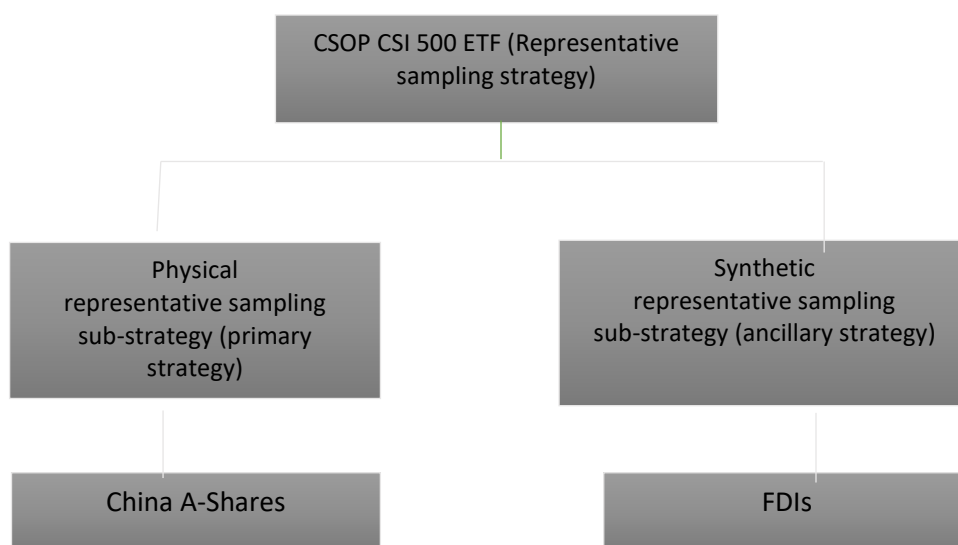 CSOP CSI 500 ETF (Representative
sampling strategy)
Physical
representative sampling
sub-strategy (primary
strategy)
Synthetic
representative sampling
sub-strategy (ancillary strategy)
China A-Shares
FDIs